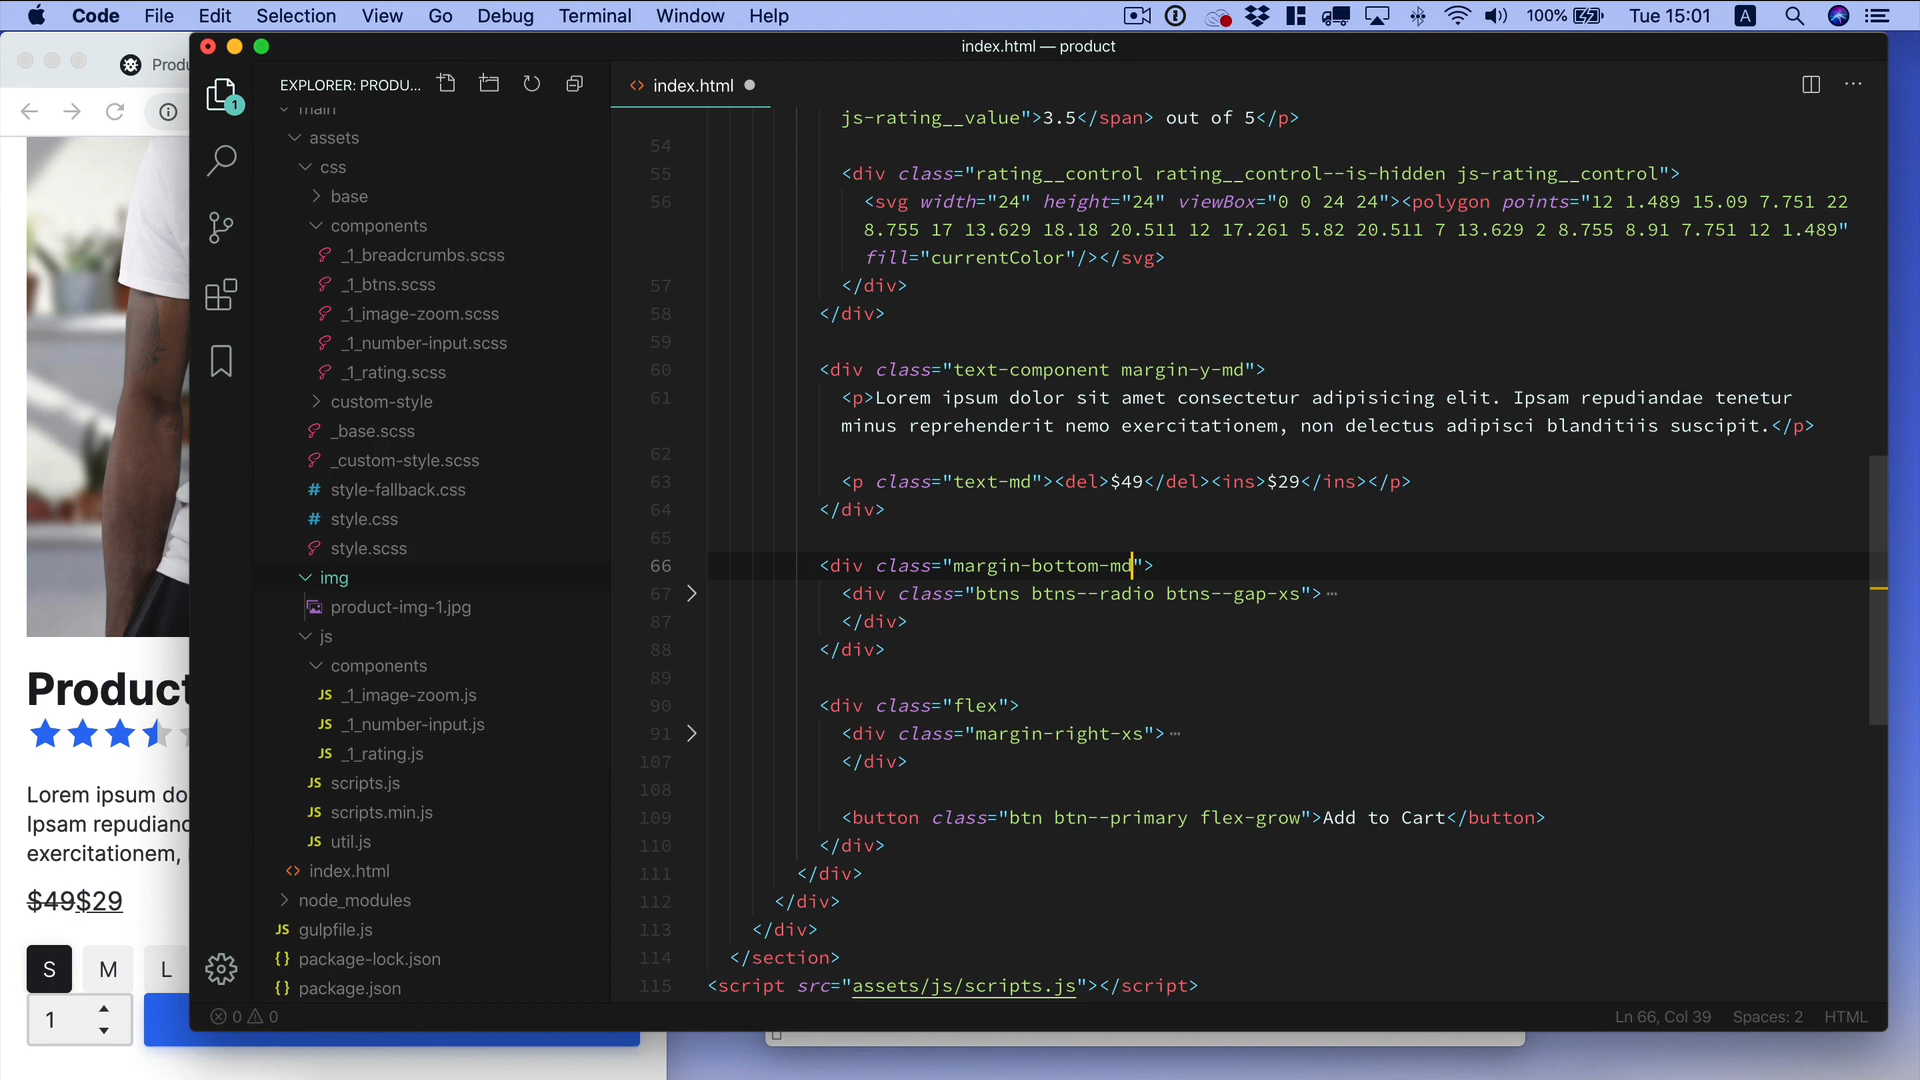 Code File Edit Selection View Go Debug Terminal Window Help 100% Tue 15:01 A
index.html — product
Produ
EXPLORER: PRODU...
index.html
1
main
assets
css
base
components
_1_breadcrumbs.scss
_1_btns.scss
_1_image-zoom.scss
_1_number-input.scss
_1_rating.scss
custom-style
_base.scss
_custom-style.scss
# style-fallback.css
# style.css
style.scss
img
product-img-1.jpg
js
components
JS _1_image-zoom.js
JS _1_number-input.js
JS _1_rating.js
JS scripts.js
JS scripts.min.js
JS util.js
<> index.html
node_modules
JS gulpfile.js
{} package-lock.json
{} package.json
js-rating__value">3.5</span> out of 5</p>
54
55 <div class="rating__control rating__control--is-hidden js-rating__control">
56 <svg width="24" height="24" viewBox="0 0 24 24"><polygon points="12 1.489 15.09 7.751 22
8.755 17 13.629 18.18 20.511 12 17.261 5.82 20.511 7 13.629 2 8.755 8.91 7.751 12 1.489"
fill="currentColor"/></svg>
57 </div>
58 </div>
59
60 <div class="text-component margin-y-md">
61 <p>Lorem ipsum dolor sit amet consectetur adipisicing elit. Ipsam repudiandae tenetur
minus reprehenderit nemo exercitationem, non delectus adipisci blanditiis suscipit.</p>
62
63 <p class="text-md"><del>$49</del><ins>$29</ins></p>
64 </div>
65
66 <div class="margin-bottom-md">
67 <div class="btns btns--radio btns--gap-xs">…
87 </div>
88 </div>
89
90 <div class="flex">
91 <div class="margin-right-xs">…
107 </div>
108
109 <button class="btn btn--primary flex-grow">Add to Cart</button>
110 </div>
111 </div>
112 </div>
113 </div>
114 </section>
115 <script src="assets/js/scripts.js"></script>
Product
Lorem ipsum do
Ipsam repudiand
exercitationem,
$49$29
S M L
1
0 0
Ln 66, Col 39 Spaces: 2 HTML